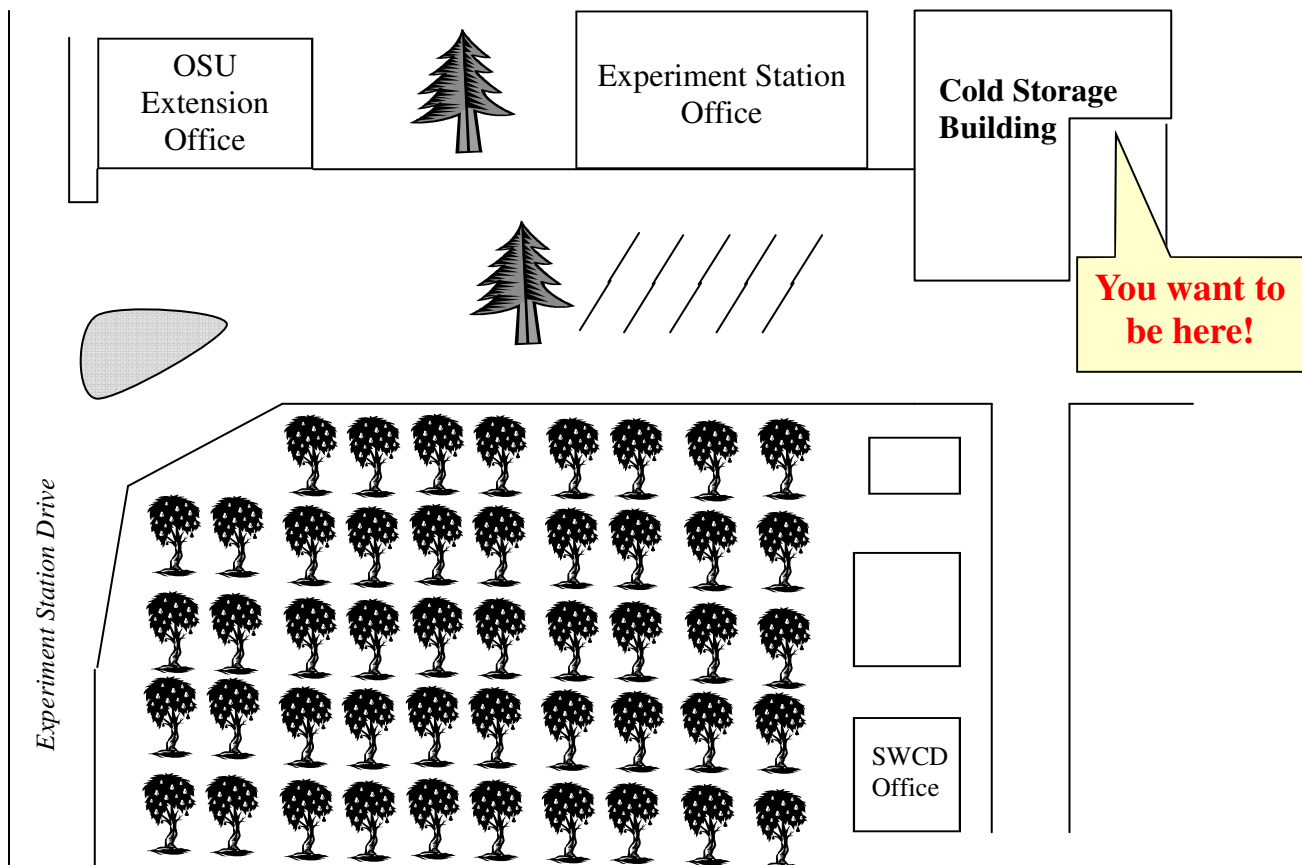 OSU
Extension
Office
Experiment Station
Office
Cold Storage
Building
You want to
be here!
Experiment Station Drive
SWCD
Office